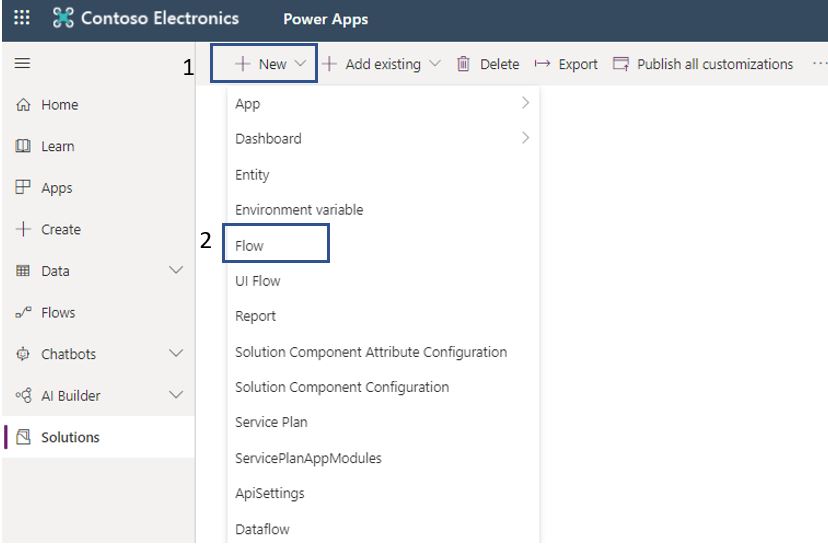 Contoso Electronics Power Apps
1 New Add existing Delete Export Publish all customizations ...
Home
Learn
Apps
Create
Data
Flows
Chatbots
AI Builder
Solutions
App
Dashboard
Entity
Environment variable
2 Flow
UI Flow
Report
Solution Component Attribute Configuration
Solution Component Configuration
Service Plan
ServicePlanAppModules
ApiSettings
Dataflow